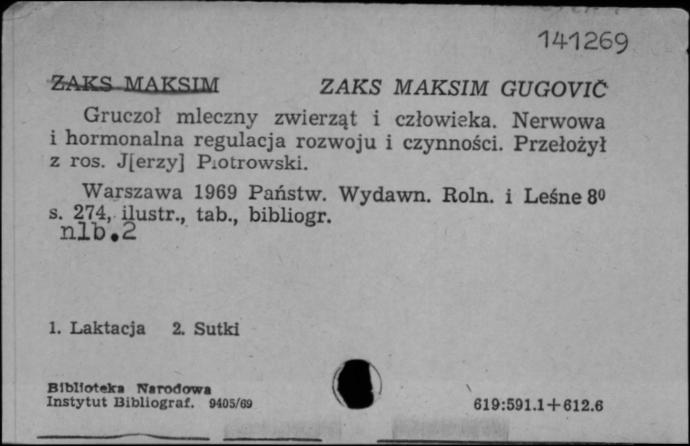 141269
ZAKS MAKSIM ZAKS MAKSIM GUGOVIČ
Gruczoł mleczny zwierząt i człowieka. Nerwowa
i hormonalna regulacja rozwoju i czynności. Przełożył
z ros. J[erzy] Piotrowski.
Warszawa 1969 Państw. Wydawn. Roln. i Leśne 8⁰
s. 274, ilustr., tab., bibliogr.
nlb.2
1. Laktacja 2. Sutki
Biblioteka Narodowa
Instytut Bibliograf. 9405/69 619:591.1+612.6